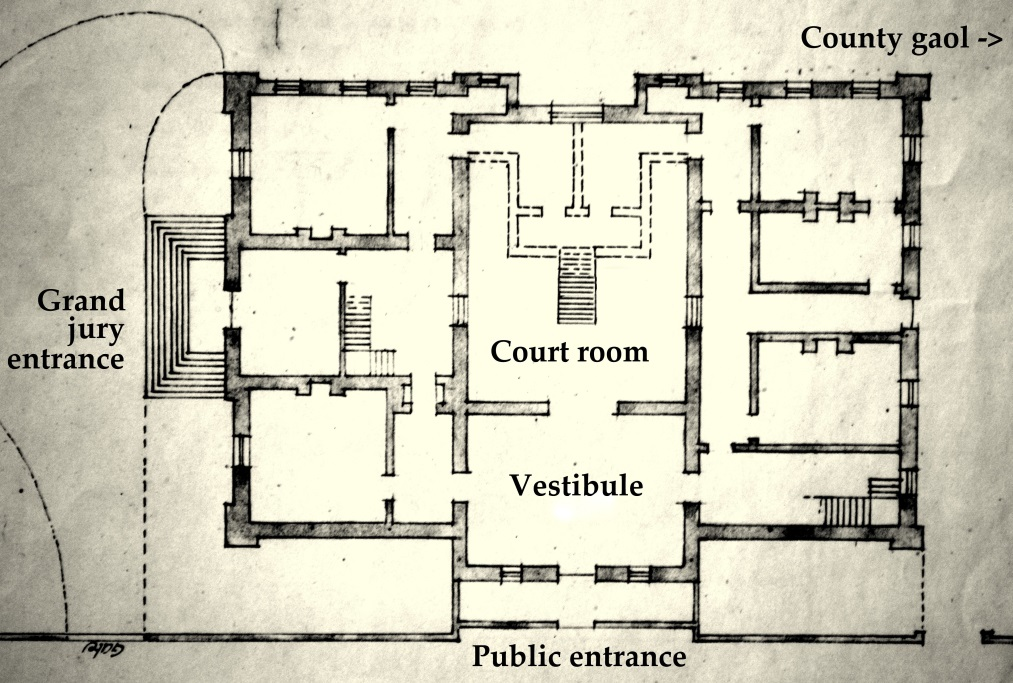 County gaol ->
Grand
jury
entrance
Court room
Vestibule
Public entrance